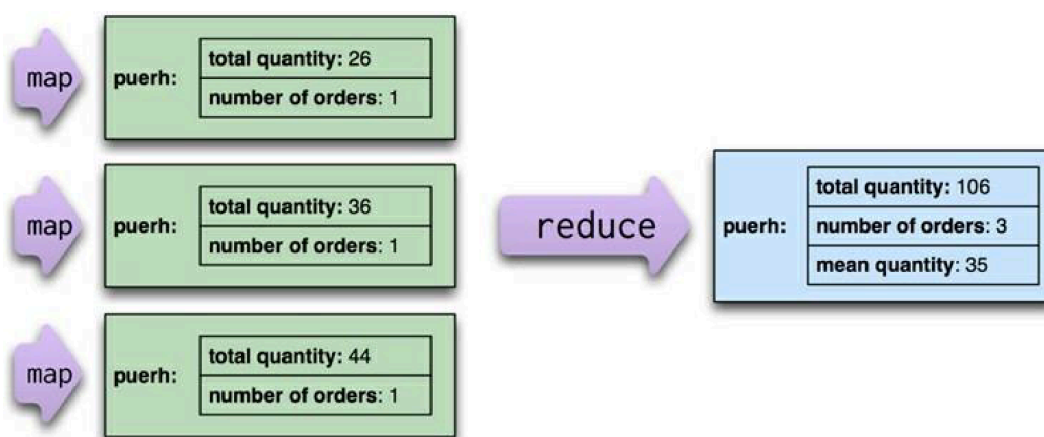 map
puerh:
total quantity: 26
number of orders: 1
map
puerh:
total quantity: 36
number of orders: 1
map
puerh:
total quantity: 44
number of orders: 1
reduce
puerh:
total quantity: 106
number of orders: 3
mean quantity: 35